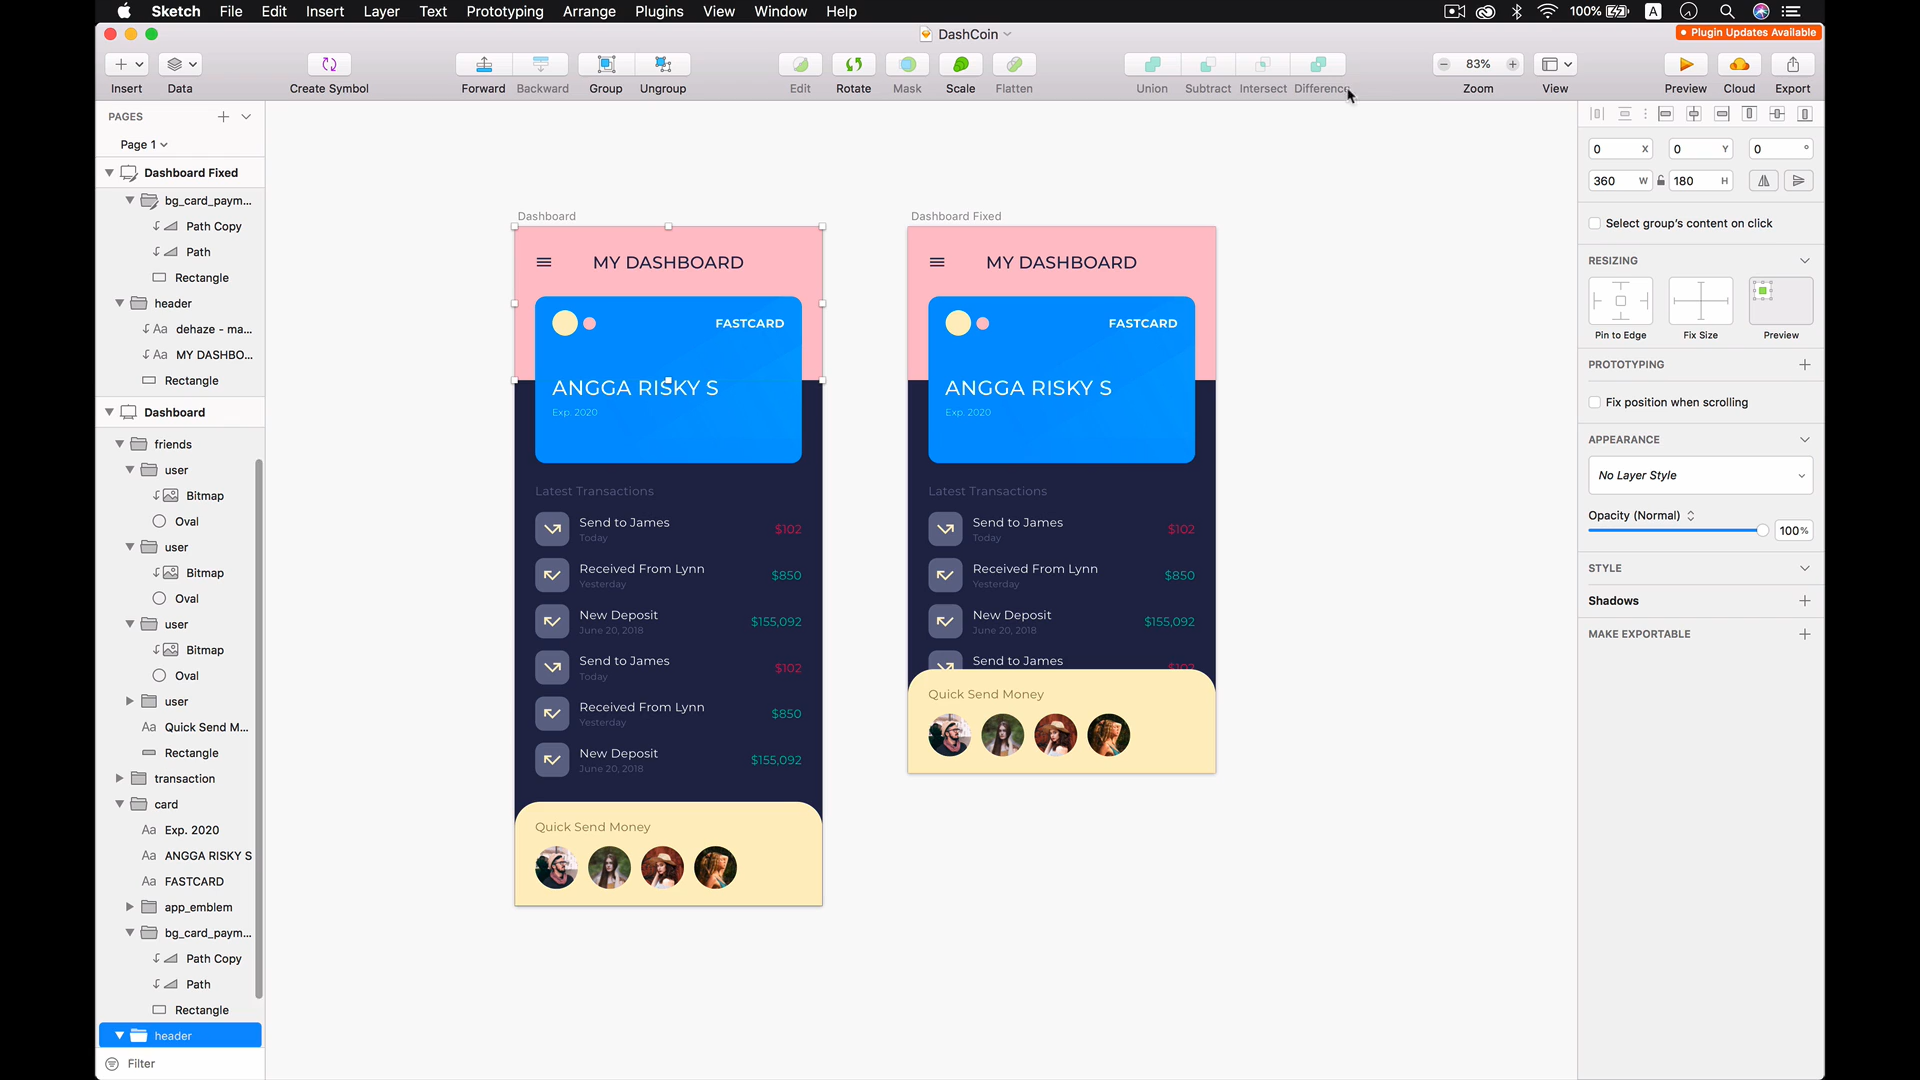 Sketch File Edit Insert Layer Text Prototyping Arrange Plugins View Window Help 100% A
DashCoin
Plugin Updates Available
83%
Insert Data Create Symbol Forward Backward Group Ungroup Edit Rotate Mask Scale Flatten Union Subtract Intersect Difference Zoom View Preview Cloud Export
PAGES
Page 1
Dashboard Fixed
bg_card_paym...
Path Copy
Path
Rectangle
header
Aa dehaze - ma...
Aa MY DASHBO...
Rectangle
Dashboard
friends
user
Bitmap
Oval
user
Bitmap
Oval
user
Bitmap
Oval
user
Aa Quick Send M...
Rectangle
transaction
card
Aa Exp. 2020
Aa ANGGA RISKY S
Aa FASTCARD
app_emblem
bg_card_paym...
Path Copy
Path
Rectangle
header
Filter
Dashboard
MY DASHBOARD
FASTCARD
ANGGA RISKY S
Exp. 2020
Latest Transactions
Send to James
Today
$102
Received From Lynn
Yesterday
$850
New Deposit
June 20, 2018
$155,092
Send to James
Today
$102
Received From Lynn
Yesterday
$850
New Deposit
June 20, 2018
$155,092
Quick Send Money
Dashboard Fixed
MY DASHBOARD
FASTCARD
ANGGA RISKY S
Exp. 2020
Latest Transactions
Send to James
Today
$102
Received From Lynn
Yesterday
$850
New Deposit
June 20, 2018
$155,092
Send to James
$102
Quick Send Money
0 X 0 Y 0 °
360 W 180 H
Select group's content on click
RESIZING
Pin to Edge Fix Size Preview
PROTOTYPING
Fix position when scrolling
APPEARANCE
No Layer Style
Opacity (Normal)
100%
STYLE
Shadows
MAKE EXPORTABLE